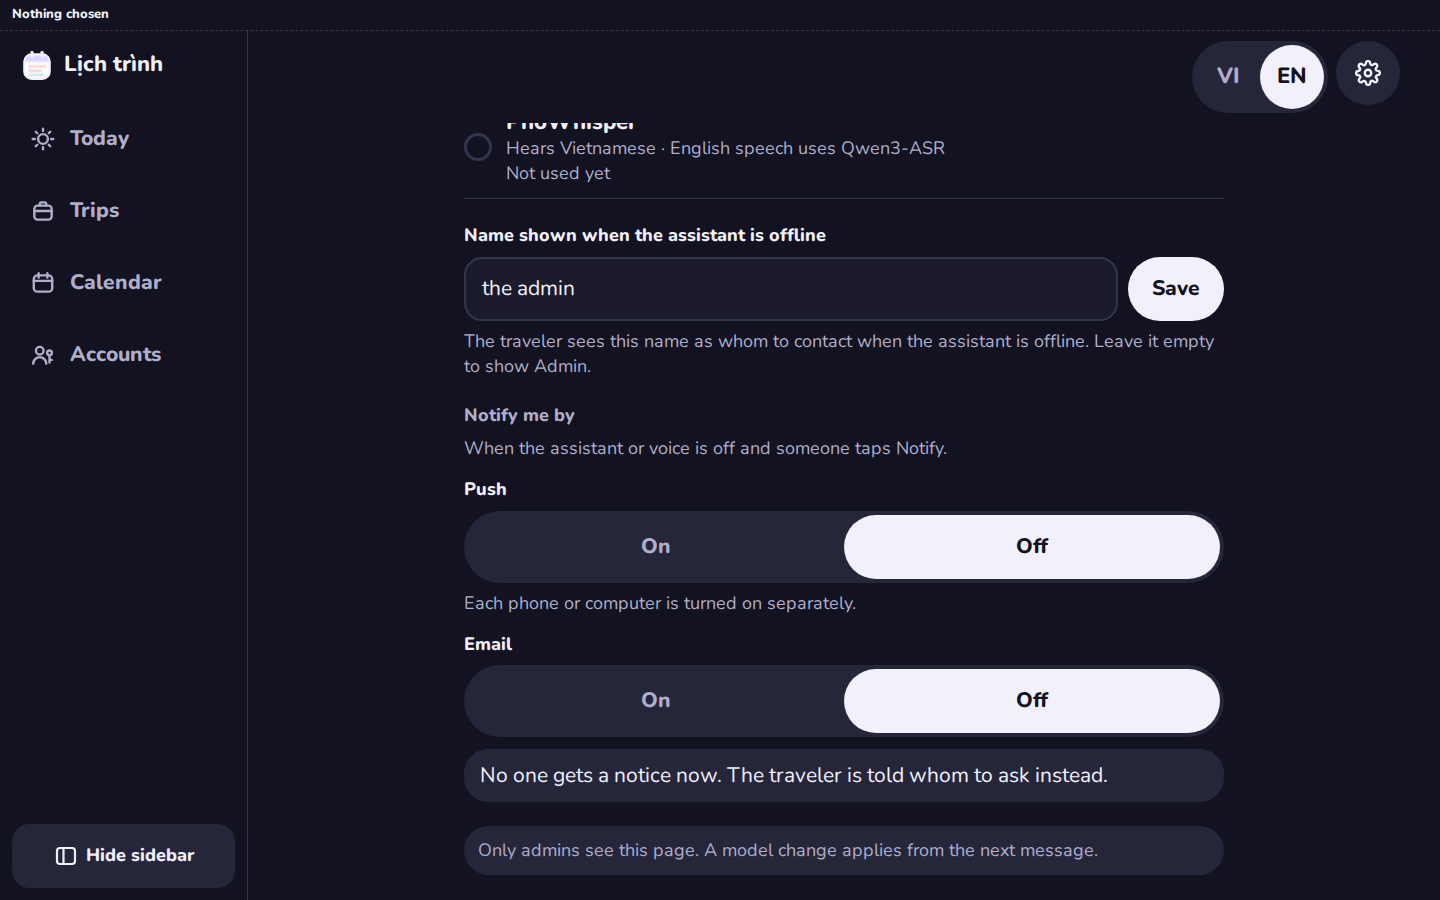 Nothing chosen
Lịch trình
VI
EN
Today
Trips
Calendar
Accounts
Hide sidebar
PhoWhisper
Hears Vietnamese · English speech uses Qwen3-ASR
Not used yet
Name shown when the assistant is offline
the admin
Save
The traveler sees this name as whom to contact when the assistant is offline. Leave it empty
to show Admin.
Notify me by
When the assistant or voice is off and someone taps Notify.
Push
On
Off
Each phone or computer is turned on separately.
Email
On
Off
No one gets a notice now. The traveler is told whom to ask instead.
Only admins see this page. A model change applies from the next message.